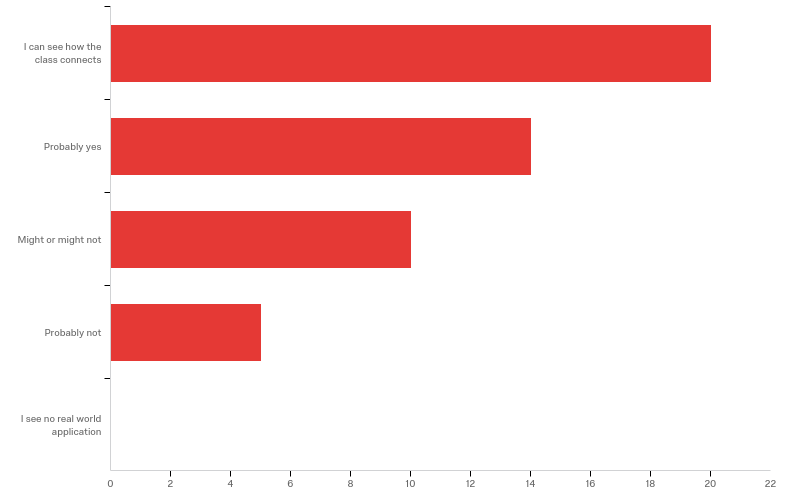 I can see how the
class connects
Probably yes
Might or might not
Probably not
I see no real world
application
0 2 4 6 8 10 12 14 16 18 20 22